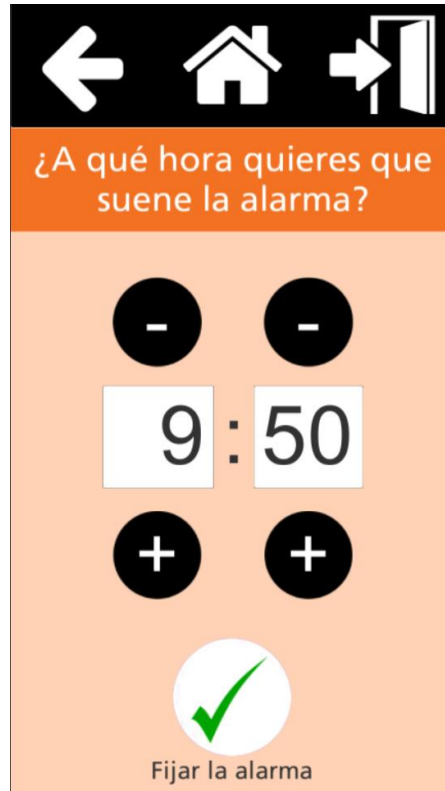 ¿A qué hora quieres que
suene la alarma?
- -
9 : 50
+ +
Fijar la alarma